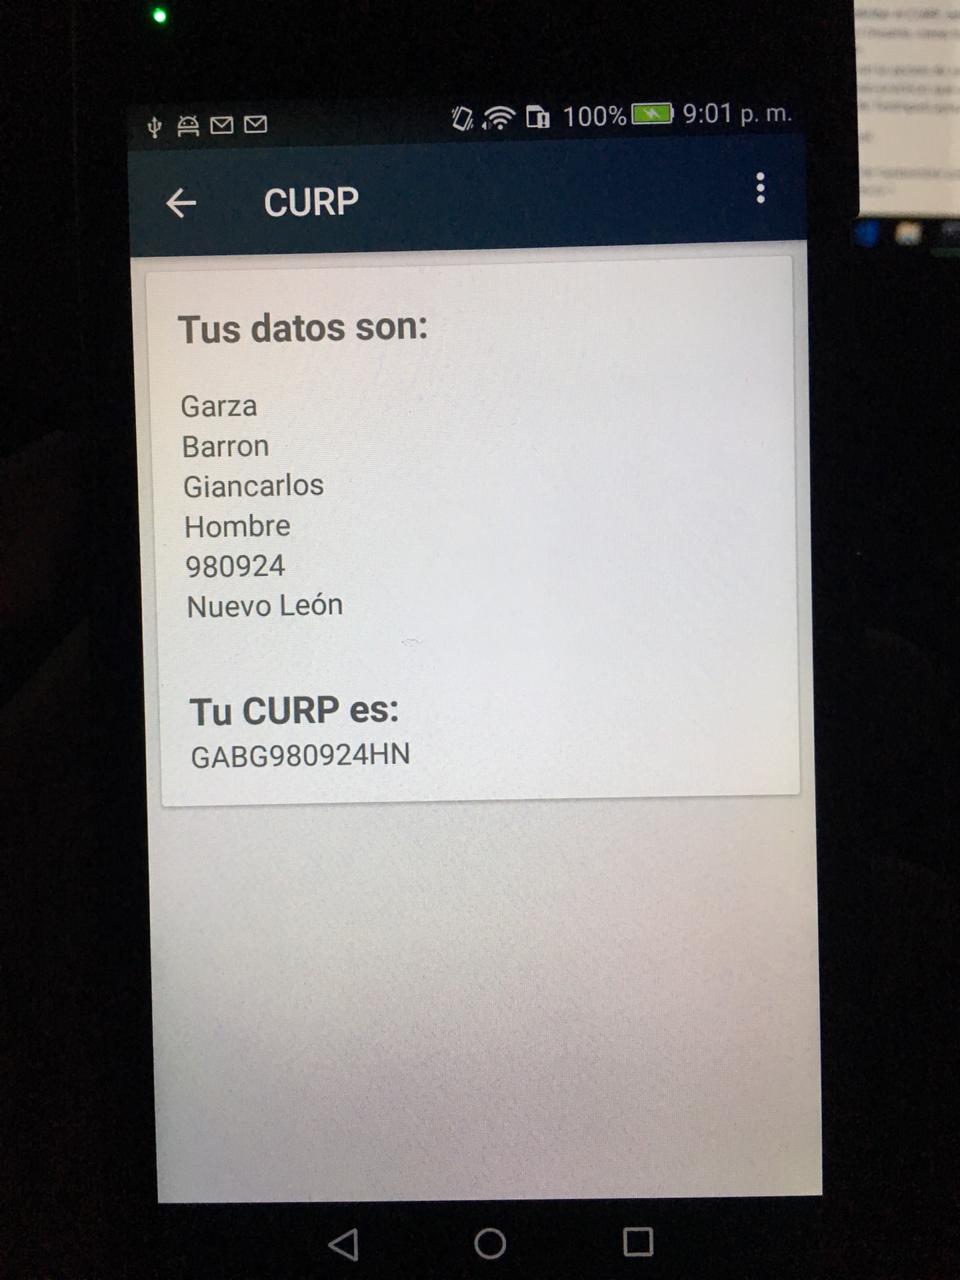 100% 9:01 p. m.
CURP
Tus datos son:
Garza
Barron
Giancarlos
Hombre
980924
Nuevo León
Tu CURP es:
GABG980924HN